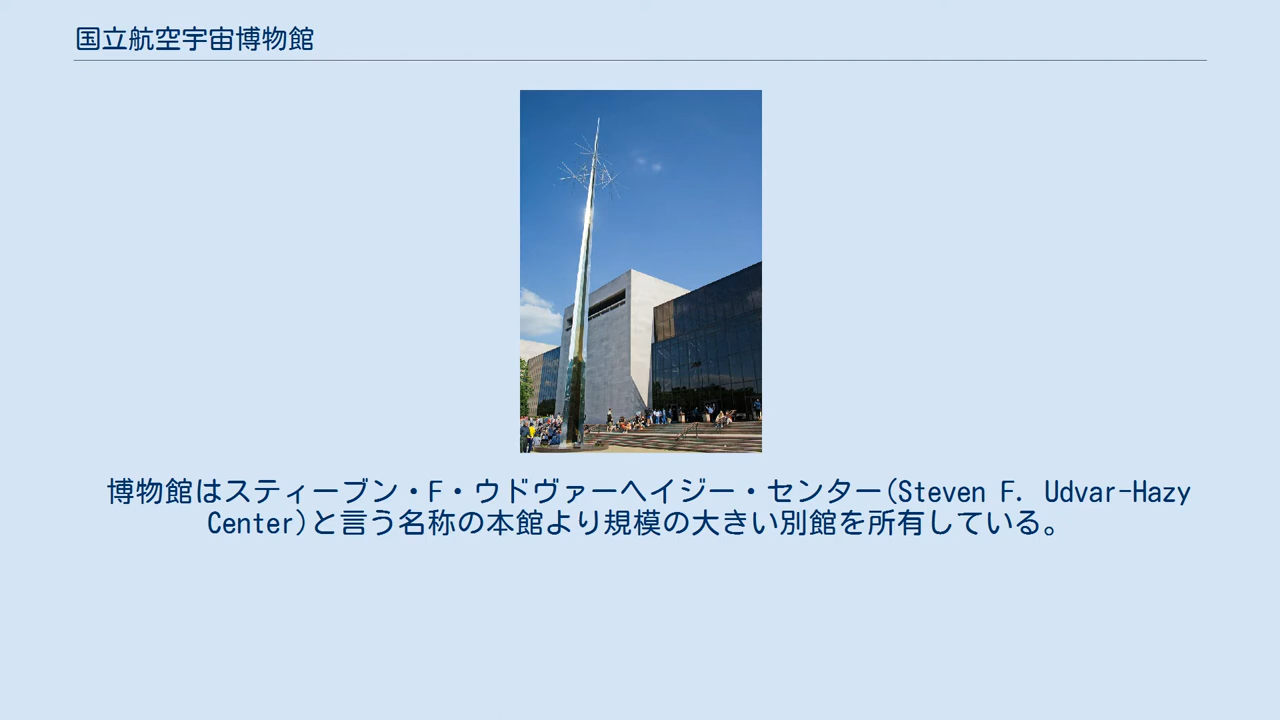 国立航空宇宙博物館
博物館はスティーブン・F・ウドヴァーヘイジー・センター(Steven F. Udvar-Hazy
Center)と言う名称の本館より規模の大きい別館を所有している。